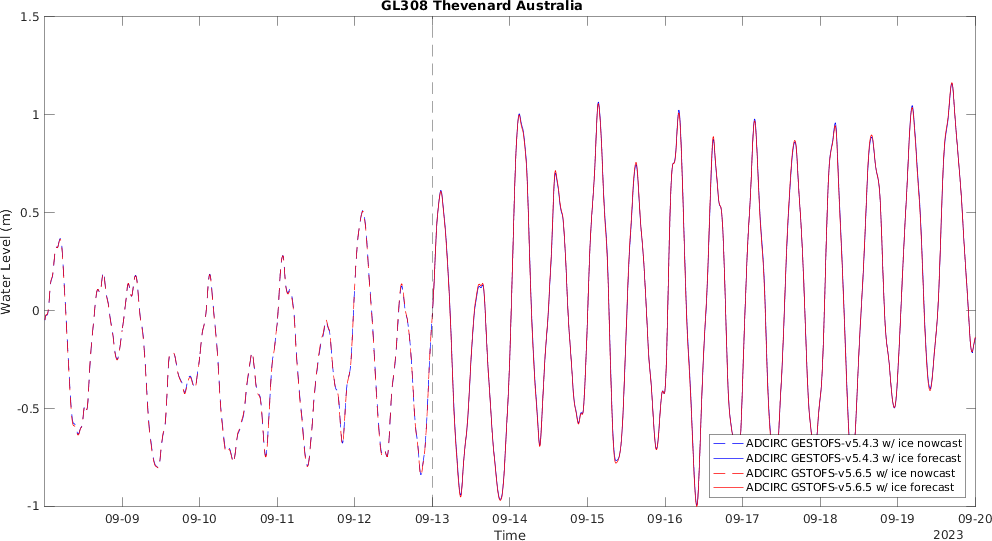 GL308 Thevenard Australia
1.5
1
0.5
0
-0.5
-1
Water Level (m)
ADCIRC GESTOFS-v5.4.3 w/ ice nowcast
ADCIRC GESTOFS-v5.4.3 w/ ice forecast
ADCIRC GSTOFS-v5.6.5 w/ ice nowcast
ADCIRC GSTOFS-v5.6.5 w/ ice forecast
09-09 09-10 09-11 09-12 09-13 09-14 09-15 09-16 09-17 09-18 09-19 09-20
Time
2023